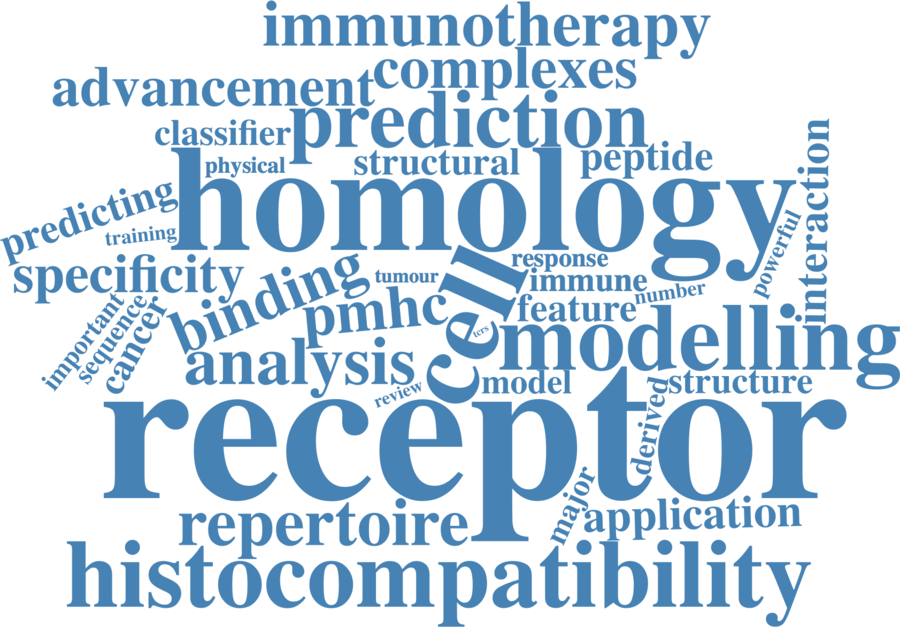 immunotherapy
complexes
advancement
prediction
classifier
physical
structural
peptide
homology
interaction
predicting
training
powerful
specificity
response
tumour
immune
number
binding
cell
feature
pmhc
important
sequence
cancer
tcrs
modelling
analysis
model
structure
review
derived
receptor
major
repertoire
application
histocompatibility